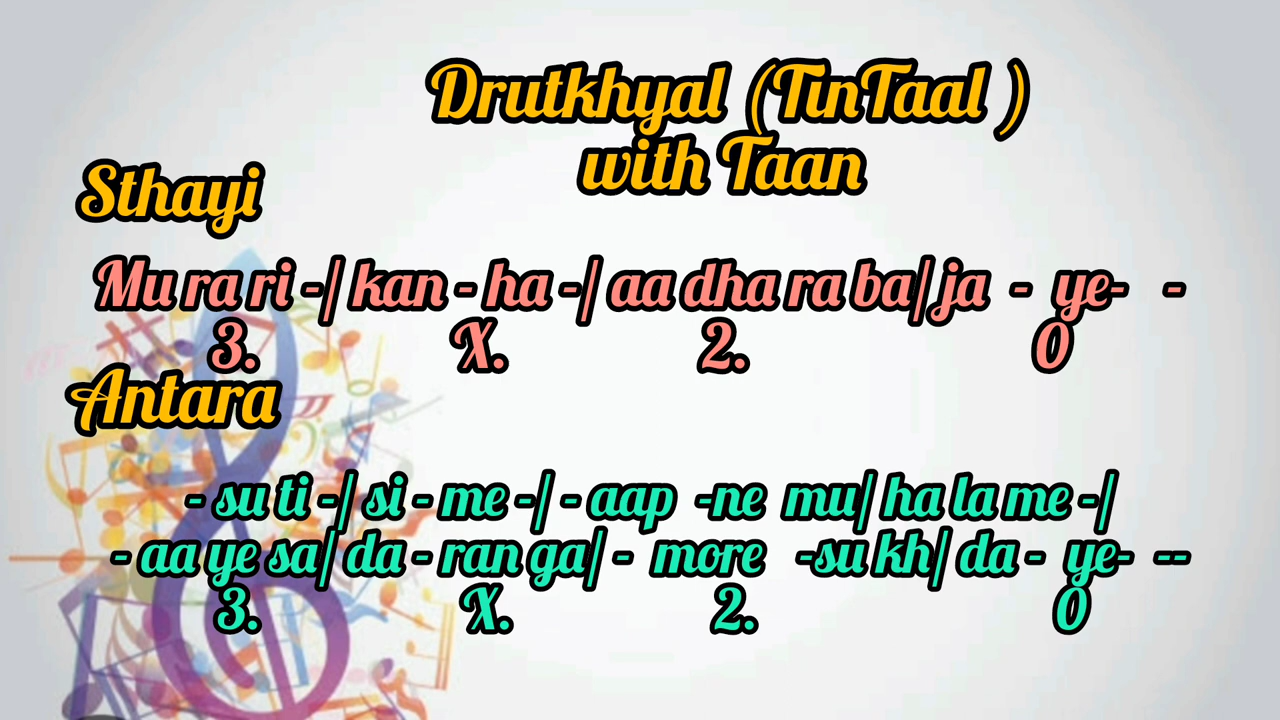 Drutkhyal (TinTaal )
with Taan
Sthayi
Mu ra ri -/ kan - ha -/ aa dha ra ba/ ja - ye- -
3. X. 2. 0
Antara
- su ti -/ si - me -/ - aap -ne mu/ ha la me -/
- aa ye sa/ da - ran ga/ - more -su kh/ da - ye- --
3. X. 2. 0